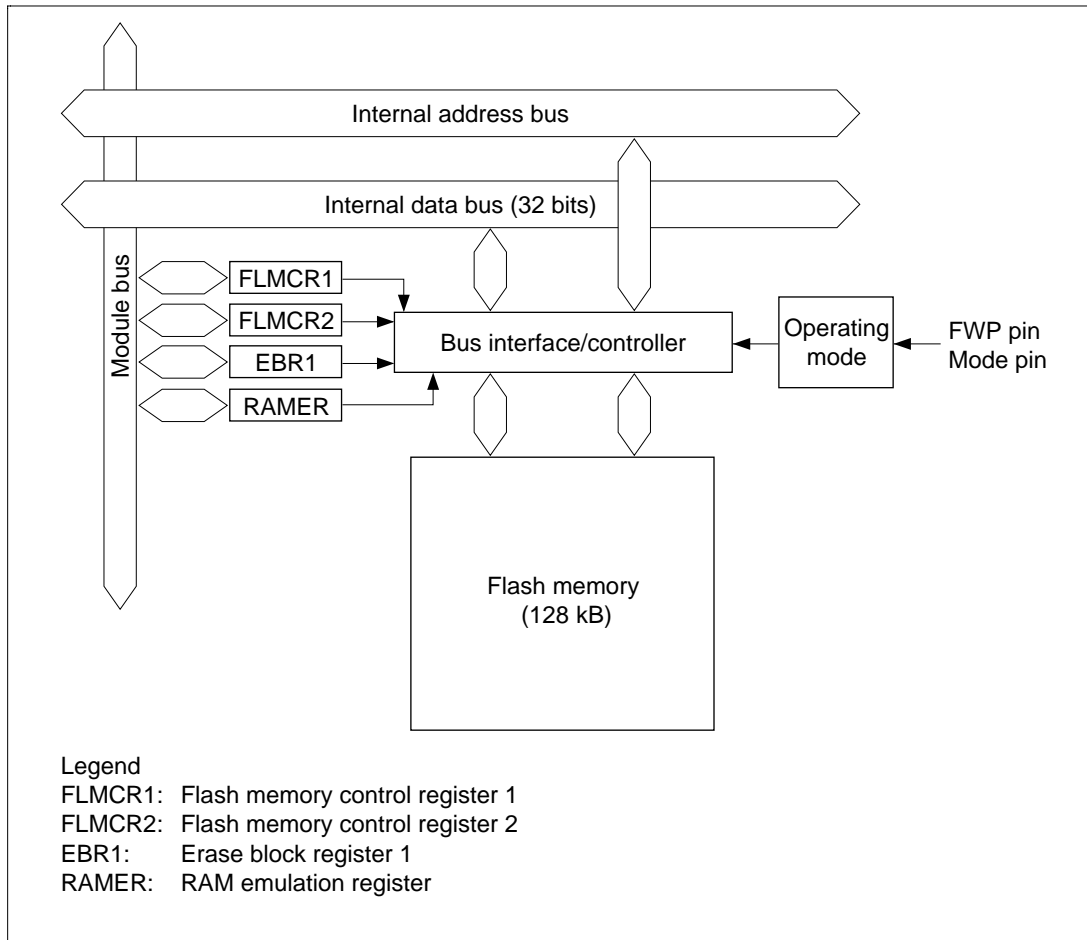 Internal address bus
Internal data bus (32 bits)
Module bus
FLMCR1
FLMCR2
EBR1
RAMER
Bus interface/controller
Operating
mode
FWP pin
Mode pin
Flash memory
(128 kB)
Legend
FLMCR1: Flash memory control register 1
FLMCR2: Flash memory control register 2
EBR1: Erase block register 1
RAMER: RAM emulation register